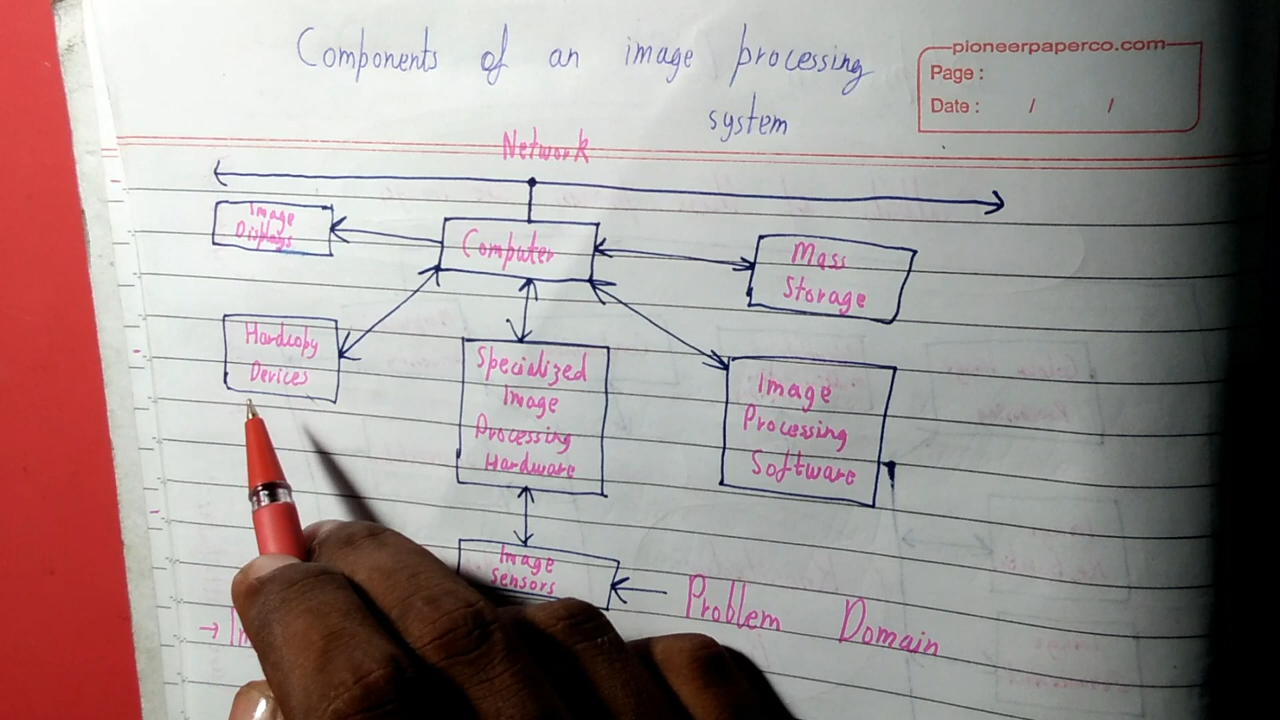 Components of an image processing
system
pioneerpaperco.com
Page :
Date : / /
Network
Image
Displays
Computer
Mass
Storage
Hardcopy
Devices
Specialized
Image
Processing
Hardware
Image
Processing
Software
Image
Sensors
Problem Domain